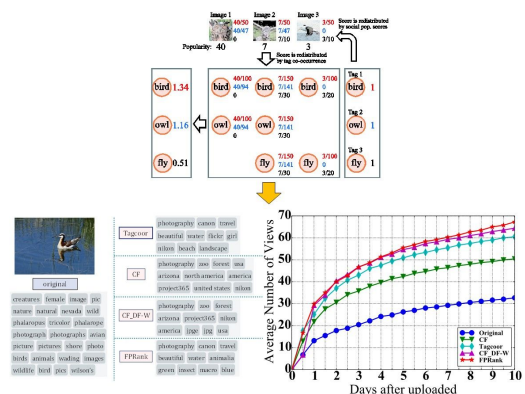 Image 1 Image 2 Image 3
40/50 7/50 3/50
40/47 7/47 0
0 7/10 3/10
Popularity: 40 7 3
Score is redistributed by social pop. scores
Score is redistributed by tag co-occurrence
bird 1.34
owl 1.16
fly 0.51
bird 40/100 40/94 0
bird 7/150 7/141 7/30
bird 3/100 0 3/20
owl 40/100 40/94 0
owl 7/150 7/141 7/30
fly 7/150 7/141 7/30
fly 3/100 0 3/20
Tag 1
bird 1
Tag 2
owl 1
Tag 3
fly 1
original
creatures female image pic
nature natural nevada wild
phalaropus tricolor phalarope
photograph photographs avian
picture pictures shore photo
birds animals wading images
wildlife bird pics wilson's
Tagcoor
photography canon travel
beautiful water flickr girl
nikon beach landscape
CF
photography zoo forest usa
arizona north america america
project365 united states nikon
CF_DF-W
photography zoo forest
arizona project365 nikon
america jpge jpg usa
FPRank
photography canon travel
beautiful water animalia
green insect macro blue
Average Number of Views
70
60
50
40
30
20
10
0
0 1 2 3 4 5 6 7 8 9 10
Days after uploaded
Original
CF
Tagcoor
CF_DF-W
FPRank